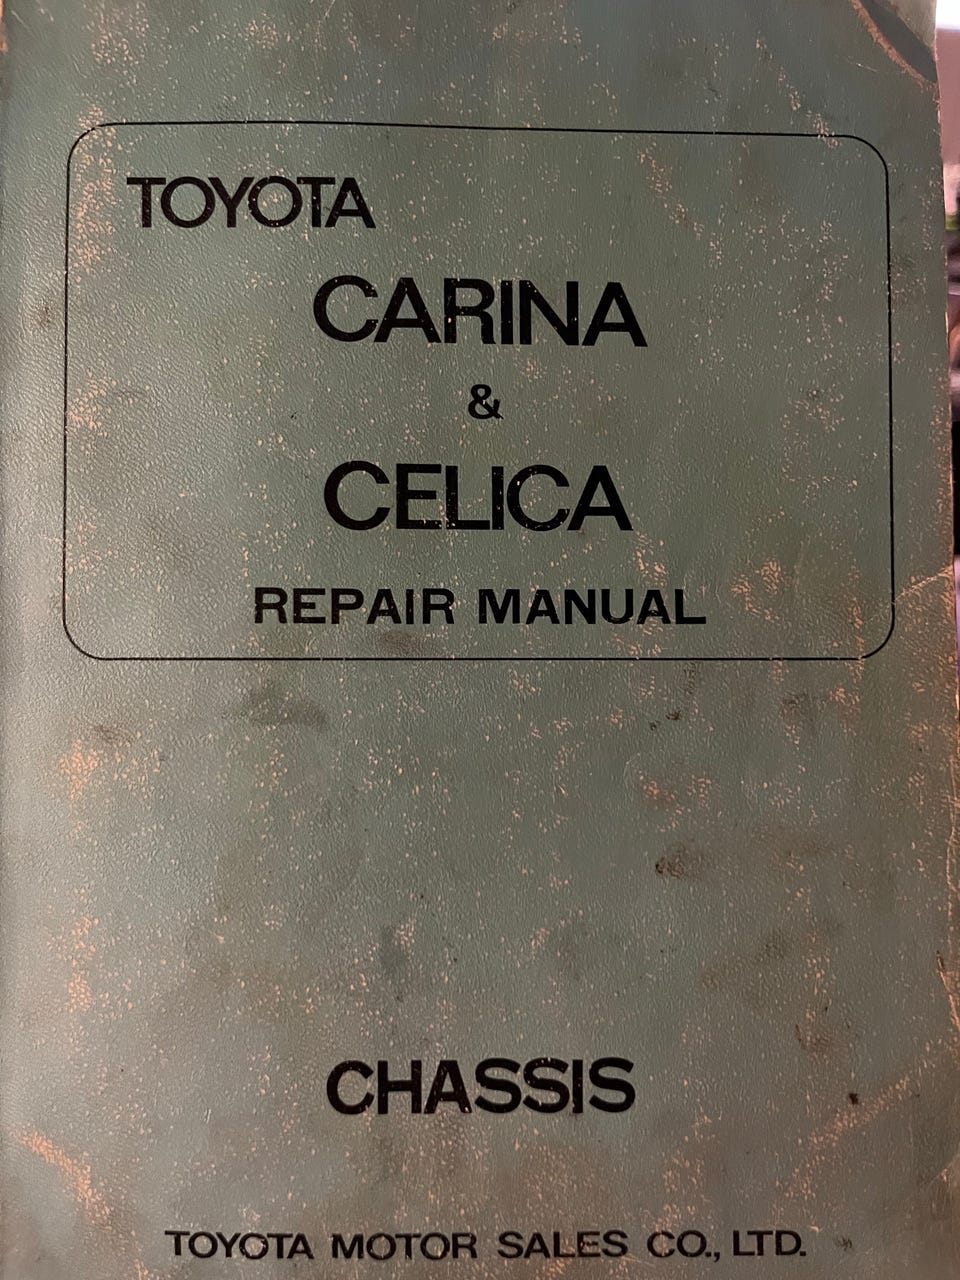 TOYOTA
CARINA
&
CELICA
REPAIR MANUAL
CHASSIS
TOYOTA MOTOR SALES CO., LTD.